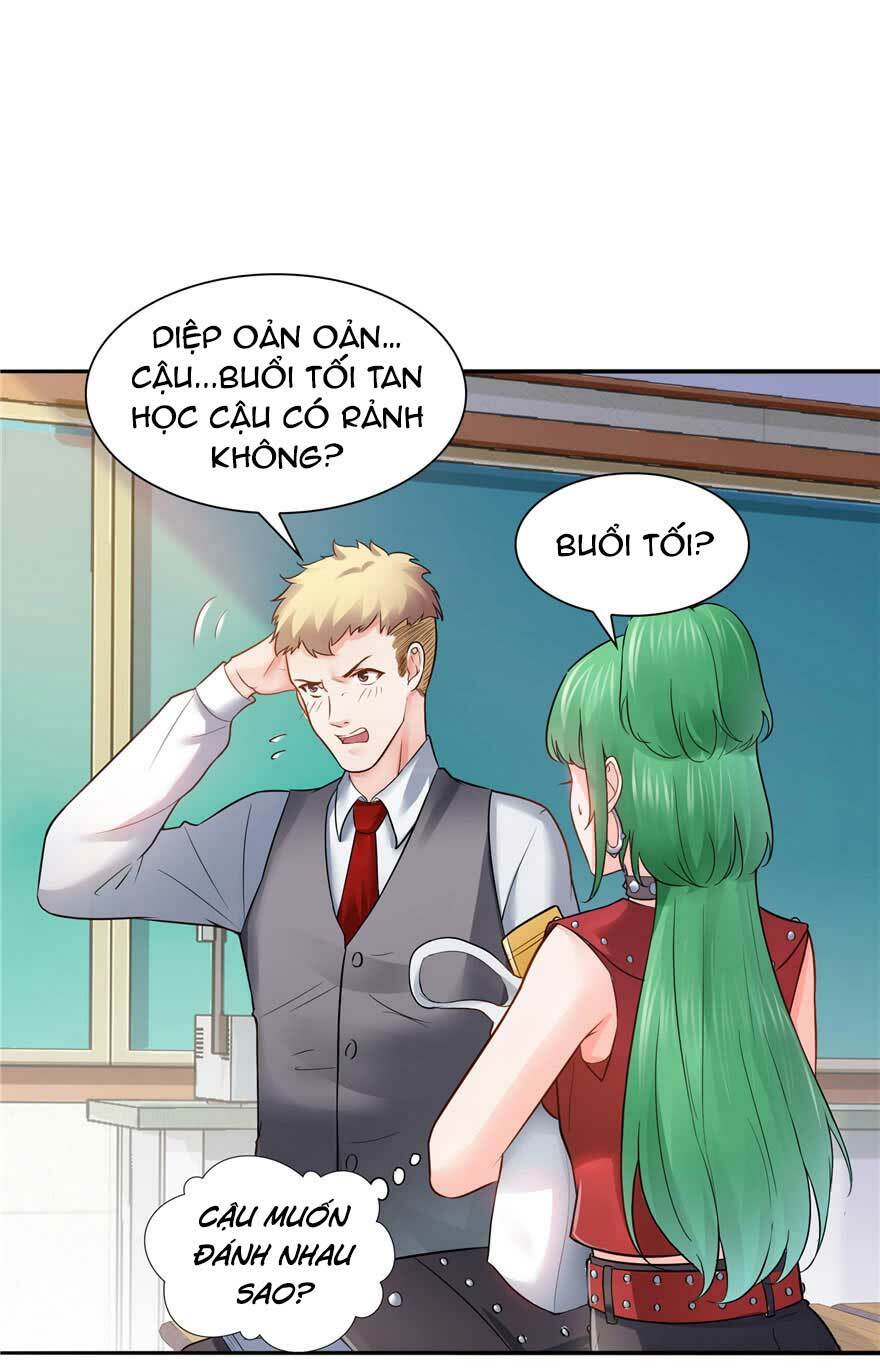 DIỆP OẢN OẢN...
CẬU...BUỔI TỐI TAN
HỌC CẬU CÓ RẢNH
KHÔNG?
BUỔI TỐI?
CẬU MUỐN
ĐÁNH NHAU
SAO?